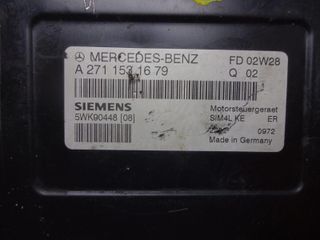 MERCEDES-BENZ FD 02W28
A 271 153 16 79 Q 02
SIEMENS Motorsteuergeraet
5WK90448 [08] SIM4L KE ER
0972
Made in Germany